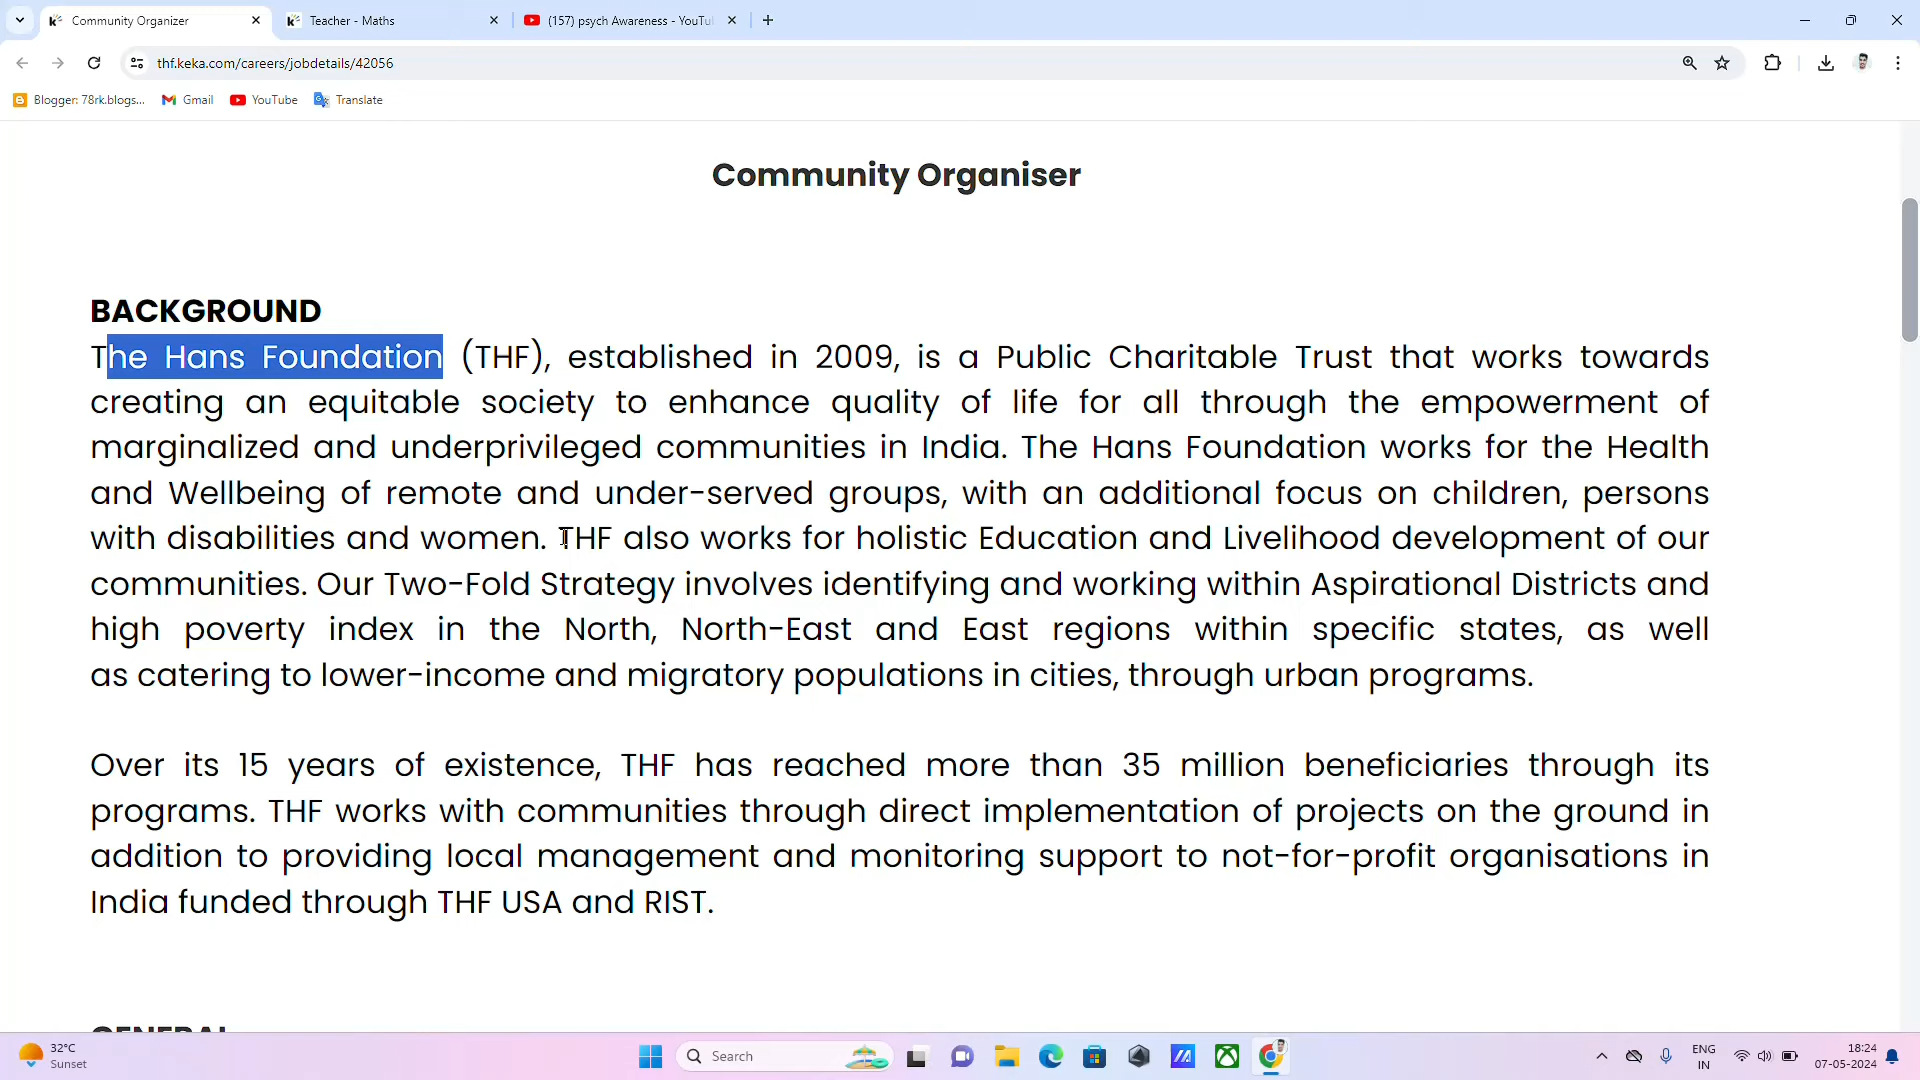 Community Organizer
Teacher - Maths
(157) psych Awareness - YouTu
thf.keka.com/careers/jobdetails/42056
Blogger: 78rk.blogs...
Gmail
YouTube
Translate
Community Organiser
BACKGROUND
The Hans Foundation (THF), established in 2009, is a Public Charitable Trust that works towards
creating an equitable society to enhance quality of life for all through the empowerment of
marginalized and underprivileged communities in India. The Hans Foundation works for the Health
and Wellbeing of remote and under-served groups, with an additional focus on children, persons
with disabilities and women. THF also works for holistic Education and Livelihood development of our
communities. Our Two-Fold Strategy involves identifying and working within Aspirational Districts and
high poverty index in the North, North-East and East regions within specific states, as well
as catering to lower-income and migratory populations in cities, through urban programs.
Over its 15 years of existence, THF has reached more than 35 million beneficiaries through its
programs. THF works with communities through direct implementation of projects on the ground in
addition to providing local management and monitoring support to not-for-profit organisations in
India funded through THF USA and RIST.
GENERAL
32°C
Sunset
Search
ENG
IN
18:24
07-05-2024